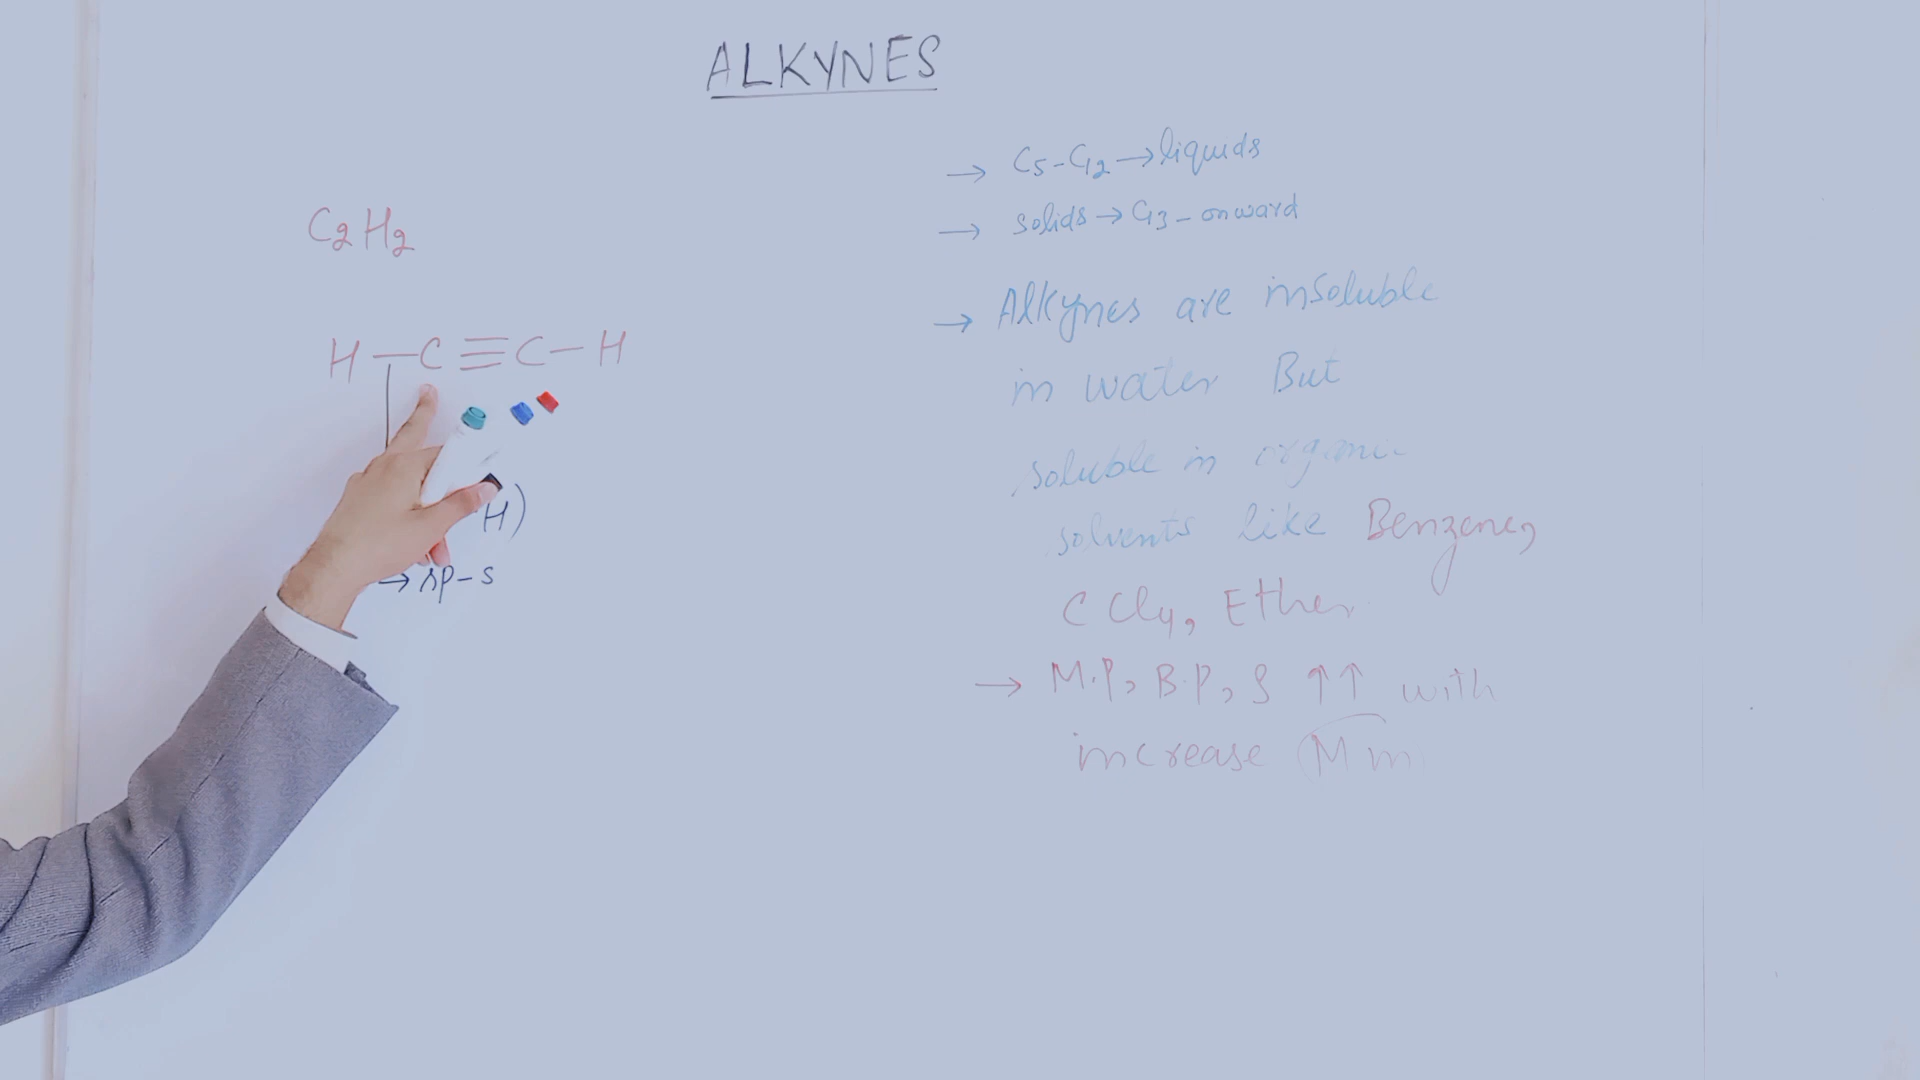 ALKYNES
C2H2
H-C≡C-H
H)
→ sp-s
→ C5-C12→liquids
→ solids→C13-onward
→ Alkynes are insoluble
in water But
soluble in organic
solvents like Benzene,
CCl4, Ether
→ M.P, B.P, S ↑↑ with
increase M m